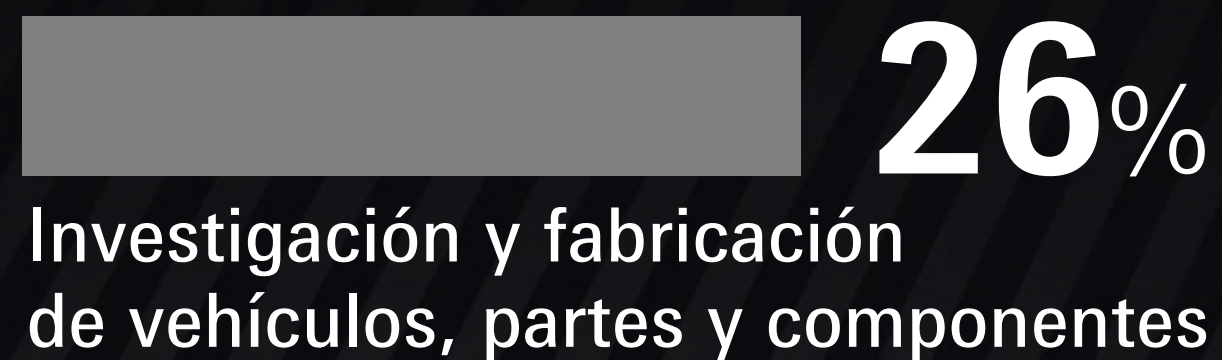 26%
Investigación y fabricación
de vehículos, partes y componentes